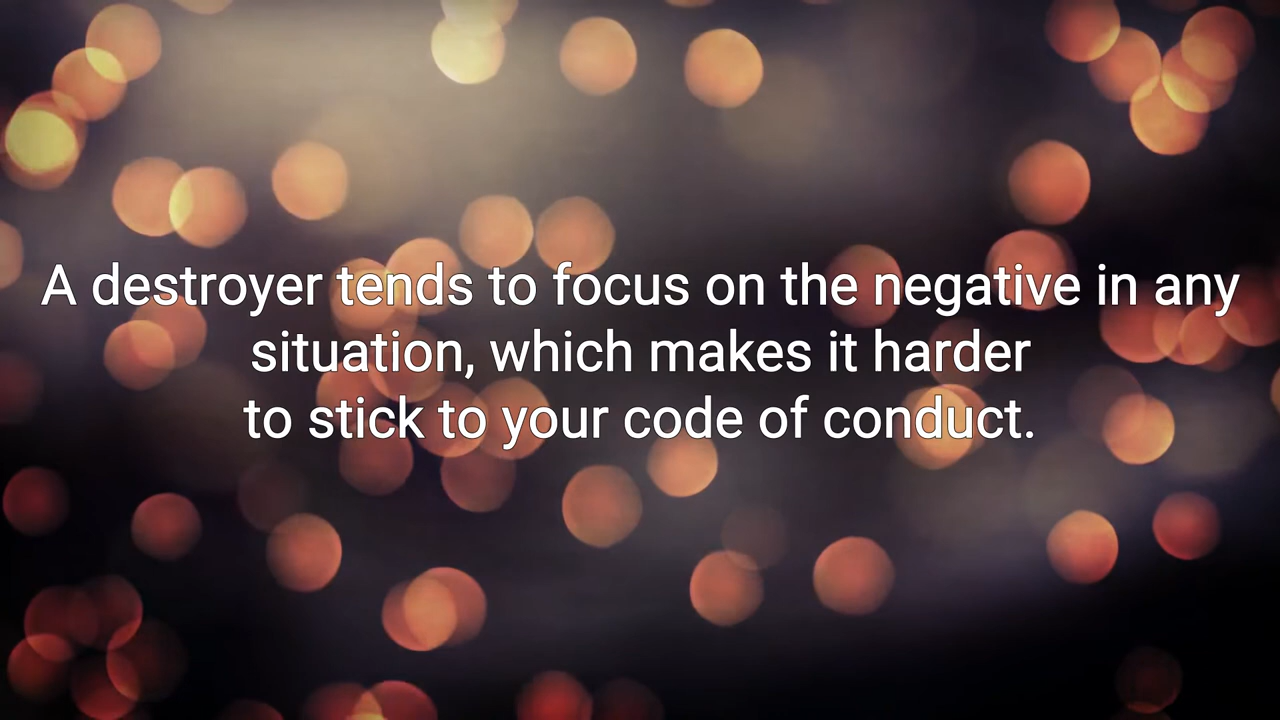 A destroyer tends to focus on the negative in any
situation, which makes it harder
to stick to your code of conduct.